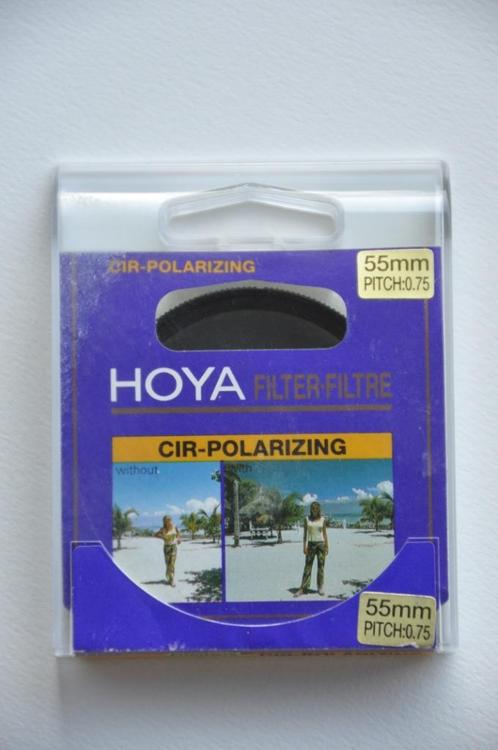 CIR-POLARIZING
55mm
PITCH:0.75
HOYA FILTER·FILTRE
CIR-POLARIZING
without
with
55mm
PITCH:0.75